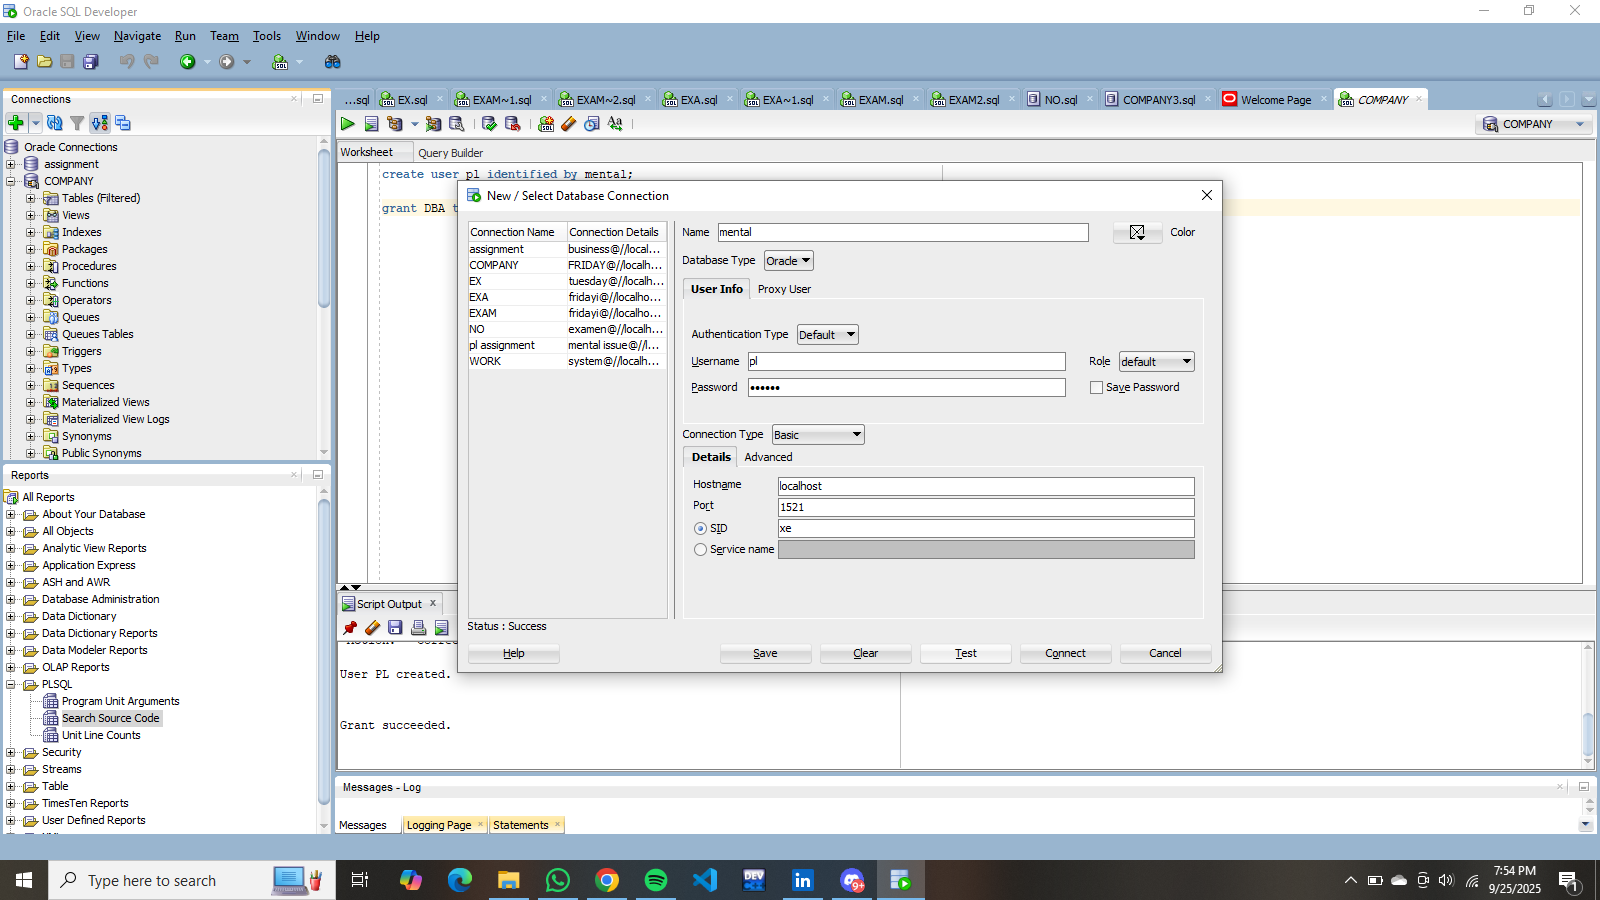 Oracle SQL Developer
File Edit View Navigate Run Team Tools Window Help
Connections
Oracle Connections
assignment
COMPANY
Tables (Filtered)
Views
Indexes
Packages
Procedures
Functions
Operators
Queues
Queues Tables
Triggers
Types
Sequences
Materialized Views
Materialized View Logs
Synonyms
Public Synonyms
Reports
All Reports
About Your Database
All Objects
Analytic View Reports
Application Express
ASH and AWR
Database Administration
Data Dictionary
Data Dictionary Reports
Data Modeler Reports
OLAP Reports
PLSQL
Program Unit Arguments
Search Source Code
Unit Line Counts
Security
Streams
Table
TimesTen Reports
User Defined Reports
...sql EX.sql EXAM~1.sql EXAM~2.sql EXA.sql EXA~1.sql EXAM.sql EXAM2.sql NO.sql COMPANY3.sql Welcome Page COMPANY
COMPANY
Worksheet Query Builder
create user pl identified by mental;
grant DBA t
New / Select Database Connection
Connection Name Connection Details
assignment business@//local...
COMPANY FRIDAY@//localh...
EX tuesday@//localh...
EXA fridayi@//localho...
EXAM fridayi@//localho...
NO examen@//localh...
pl assignment mental issue@//l...
WORK system@//localh...
Name mental Color
Database Type Oracle
User Info Proxy User
Authentication Type Default
Username pl Role default
Password •••••• Save Password
Connection Type Basic
Details Advanced
Hostname localhost
Port 1521
SID xe
Service name
Status : Success
Help Save Clear Test Connect Cancel
Script Output
User PL created.
Grant succeeded.
Messages - Log
Messages Logging Page Statements
Type here to search
DEV
9+
7:54 PM
9/25/2025
1